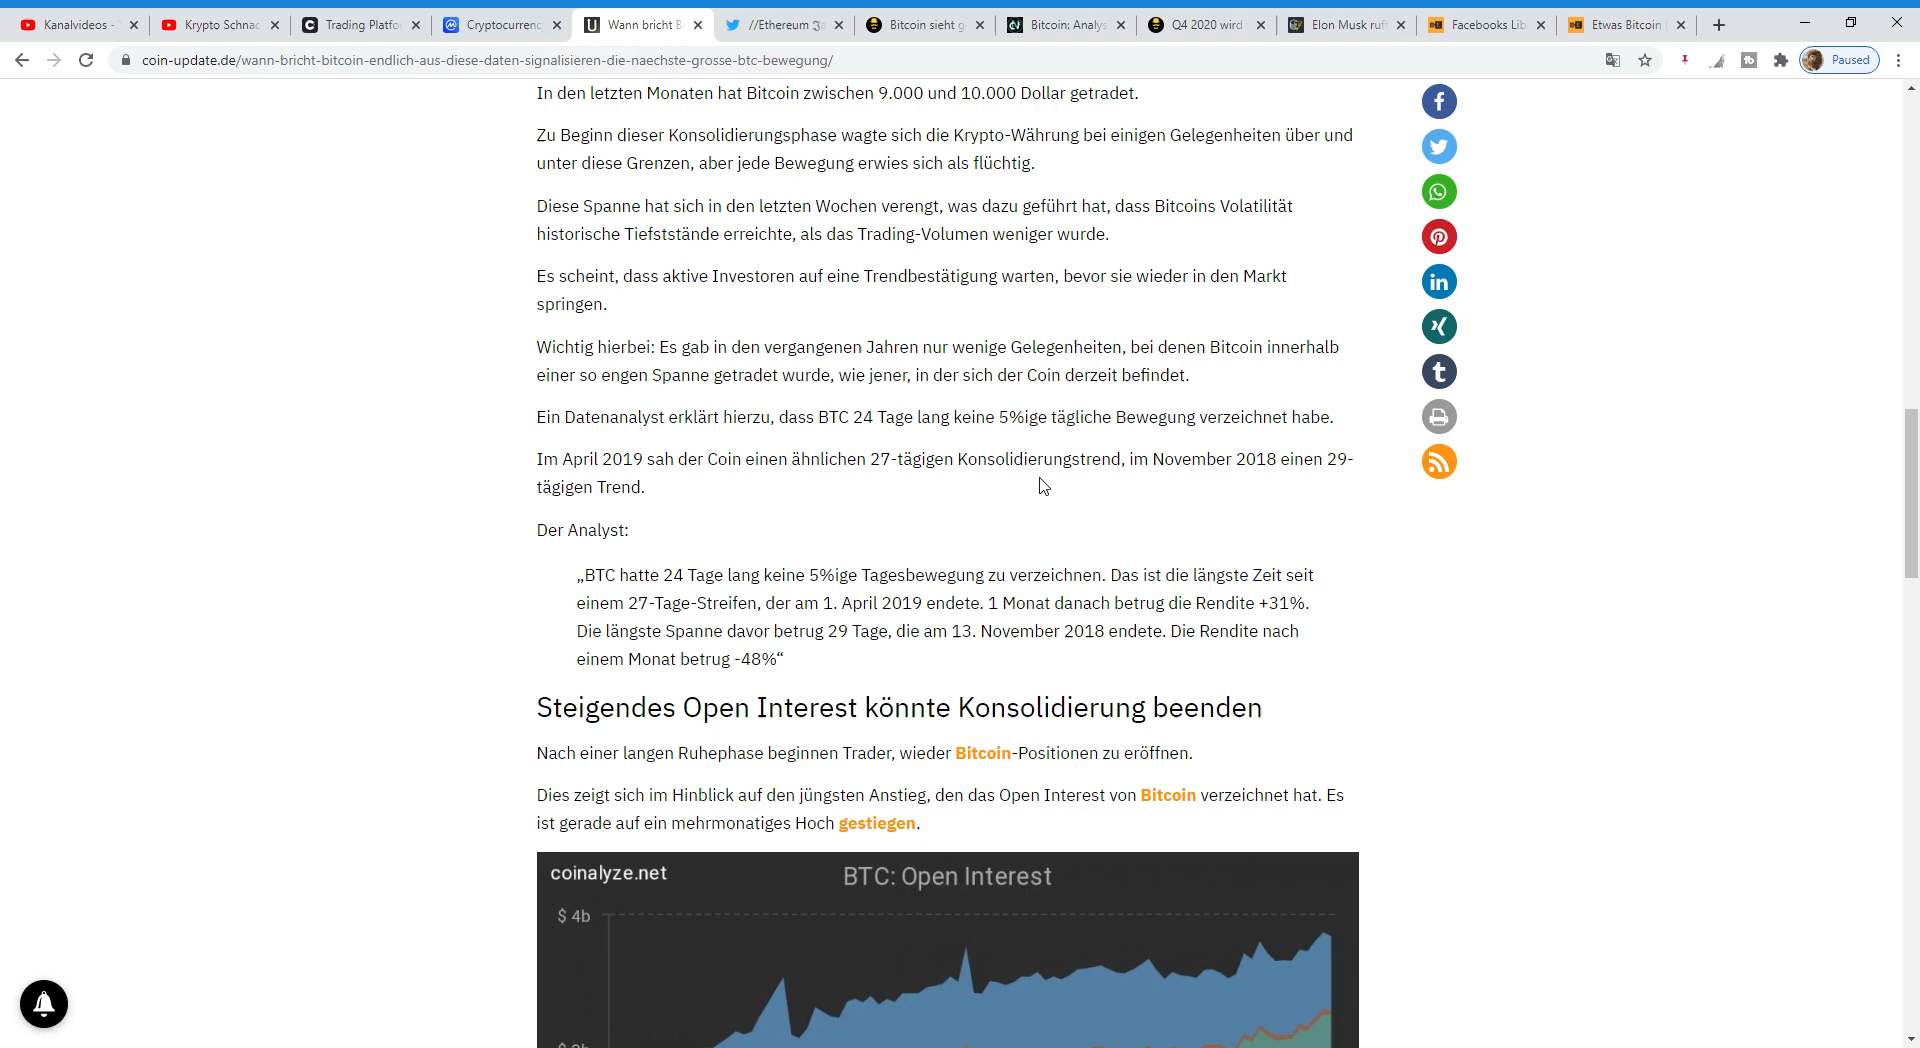 Kanalvideos -
Krypto Schnac
Trading Platfo
Cryptocurrenc
Wann bricht B
//Ethereum
Bitcoin sieht g
Bitcoin: Analys
Q4 2020 wird
Elon Musk ruft
Facebooks Lib
Etwas Bitcoin
coin-update.de/wann-bricht-bitcoin-endlich-aus-diese-daten-signalisieren-die-naechste-grosse-btc-bewegung/
Paused
In den letzten Monaten hat Bitcoin zwischen 9.000 und 10.000 Dollar getradet.
Zu Beginn dieser Konsolidierungsphase wagte sich die Krypto-Währung bei einigen Gelegenheiten über und
unter diese Grenzen, aber jede Bewegung erwies sich als flüchtig.
Diese Spanne hat sich in den letzten Wochen verengt, was dazu geführt hat, dass Bitcoins Volatilität
historische Tiefststände erreichte, als das Trading-Volumen weniger wurde.
Es scheint, dass aktive Investoren auf eine Trendbestätigung warten, bevor sie wieder in den Markt
springen.
Wichtig hierbei: Es gab in den vergangenen Jahren nur wenige Gelegenheiten, bei denen Bitcoin innerhalb
einer so engen Spanne getradet wurde, wie jener, in der sich der Coin derzeit befindet.
Ein Datenanalyst erklärt hierzu, dass BTC 24 Tage lang keine 5%ige tägliche Bewegung verzeichnet habe.
Im April 2019 sah der Coin einen ähnlichen 27-tägigen Konsolidierungstrend, im November 2018 einen 29-
tägigen Trend.
Der Analyst:
„BTC hatte 24 Tage lang keine 5%ige Tagesbewegung zu verzeichnen. Das ist die längste Zeit seit
einem 27-Tage-Streifen, der am 1. April 2019 endete. 1 Monat danach betrug die Rendite +31%.
Die längste Spanne davor betrug 29 Tage, die am 13. November 2018 endete. Die Rendite nach
einem Monat betrug -48%“
Steigendes Open Interest könnte Konsolidierung beenden
Nach einer langen Ruhephase beginnen Trader, wieder Bitcoin-Positionen zu eröffnen.
Dies zeigt sich im Hinblick auf den jüngsten Anstieg, den das Open Interest von Bitcoin verzeichnet hat. Es
ist gerade auf ein mehrmonatiges Hoch gestiegen.
coinalyze.net
BTC: Open Interest
$ 4b